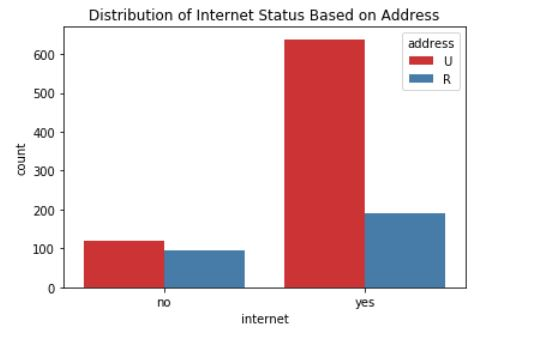 Distribution of Internet Status Based on Address
address
U
R
600
500
400
300
200
100
0
count
no
yes
internet